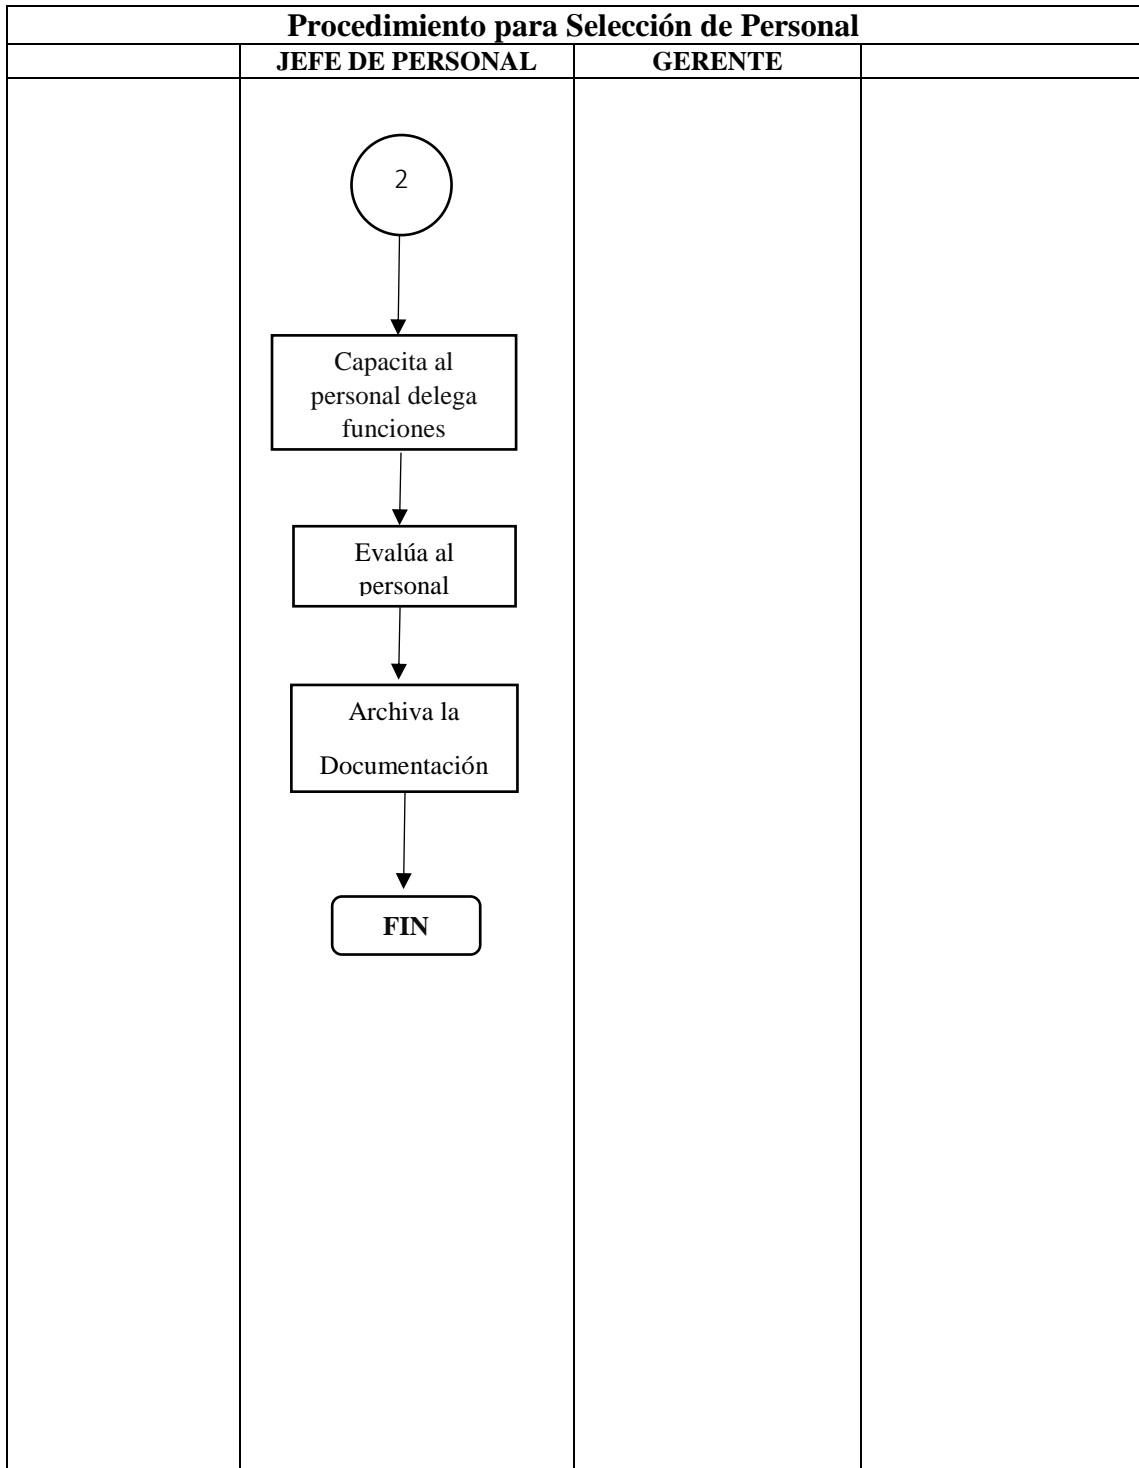 Procedimiento para Selección de Personal
JEFE DE PERSONAL
GERENTE
2
Capacita al
personal delega
funciones
Evalúa al
personal
Archiva la
Documentación
FIN